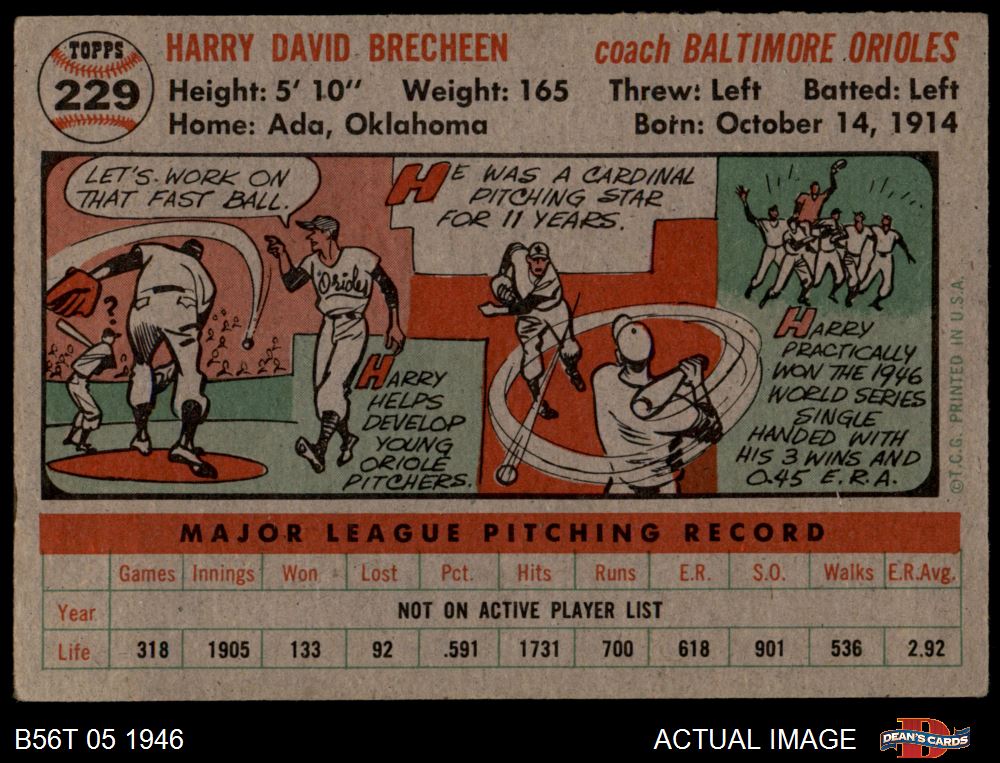 TOPPS
229
HARRY DAVID BRECHEEN coach BALTIMORE ORIOLES
Height: 5' 10" Weight: 165 Threw: Left Batted: Left
Home: Ada, Oklahoma Born: October 14, 1914
LET'S WORK ON
THAT FAST BALL.
?
Orioles
HARRY
HELPS
DEVELOP
YOUNG
ORIOLE
PITCHERS.
HE WAS A CARDINAL
PITCHING STAR
FOR 11 YEARS.
HARRY
PRACTICALLY
WON THE 1946
WORLD SERIES
SINGLE
HANDED WITH
HIS 3 WINS AND
0.45 E.R.A.
©T.C.G. PRINTED IN U.S.A.
MAJOR LEAGUE PITCHING RECORD
Games Innings Won Lost Pct. Hits Runs E.R. S.O. Walks E.R.Avg.
Year NOT ON ACTIVE PLAYER LIST
Life 318 1905 133 92 .591 1731 700 618 901 536 2.92
B56T 05 1946 ACTUAL IMAGE
D
DEAN'S CARDS